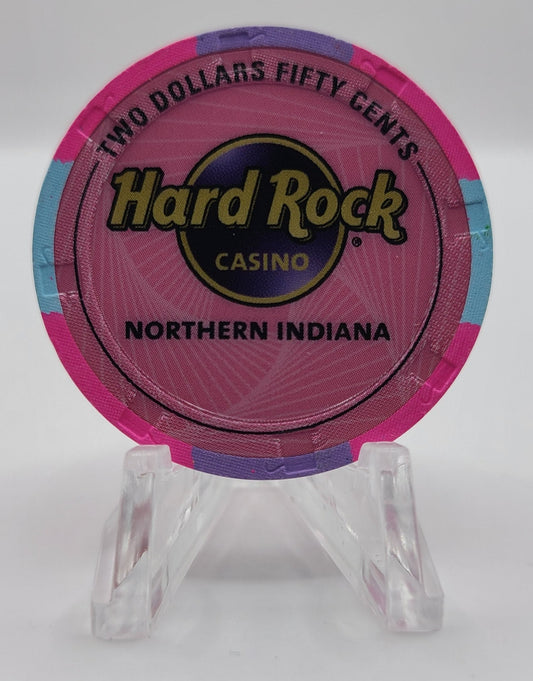 TWO DOLLARS FIFTY CENTS
Hard Rock
®
CASINO
NORTHERN INDIANA